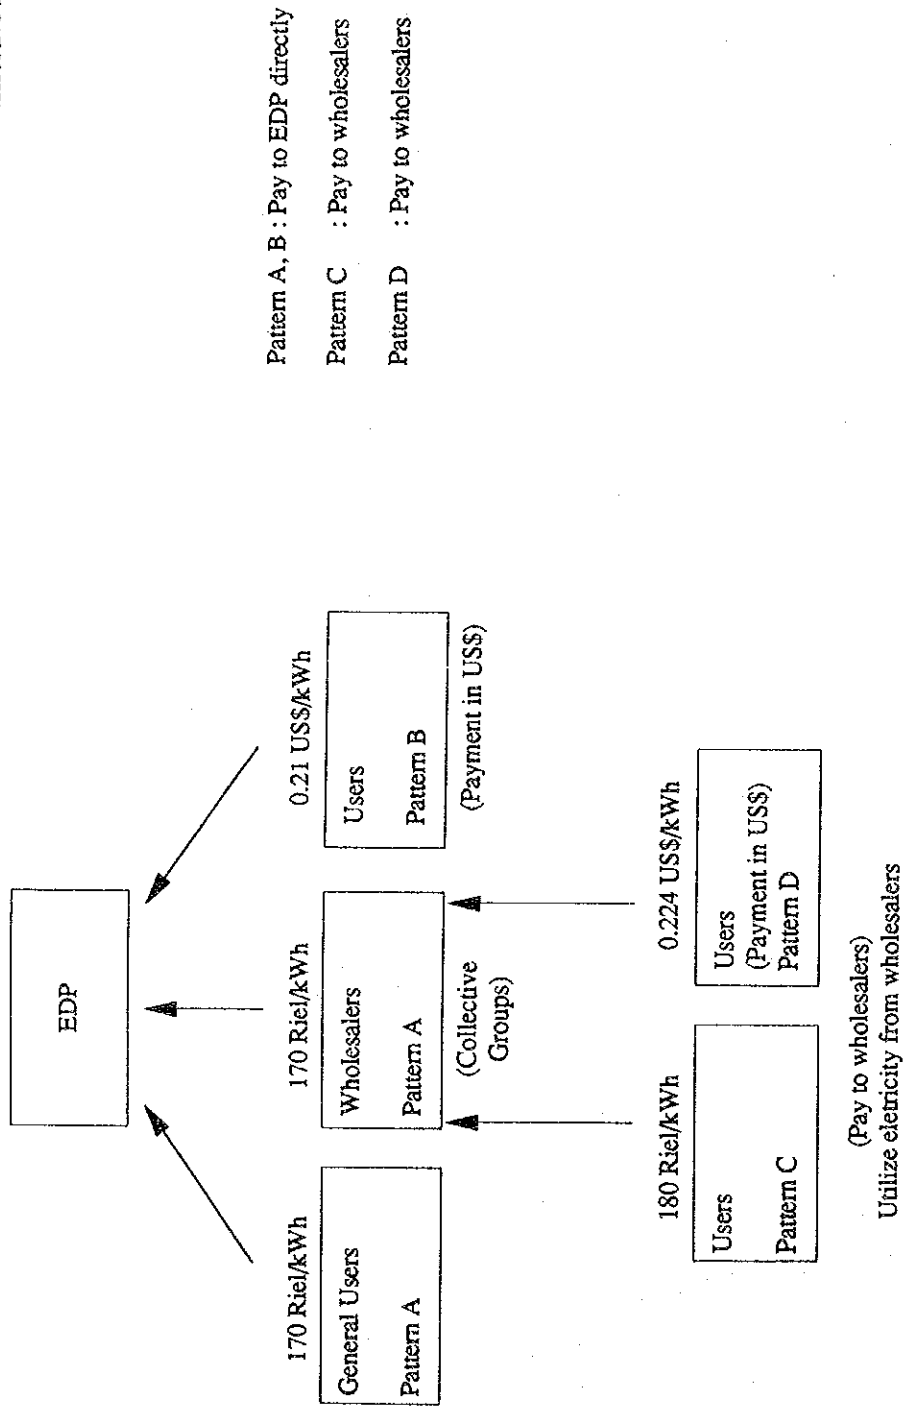 EDP
170 Riel/kWh
170 Riel/kWh
0.21 US$/kWh
General Users
Pattern A
Wholesalers
Pattern A
Users
Pattern B
(Collective
Groups)
(Payment in US$)
180 Riel/kWh
0.224 US$/kWh
Users
Pattern C
Users
(Payment in US$)
Pattern D
(Pay to wholesalers)
Utilize eletricity from wholesalers
Pattern A, B : Pay to EDP directly
Pattern C : Pay to wholesalers
Pattern D : Pay to wholesalers